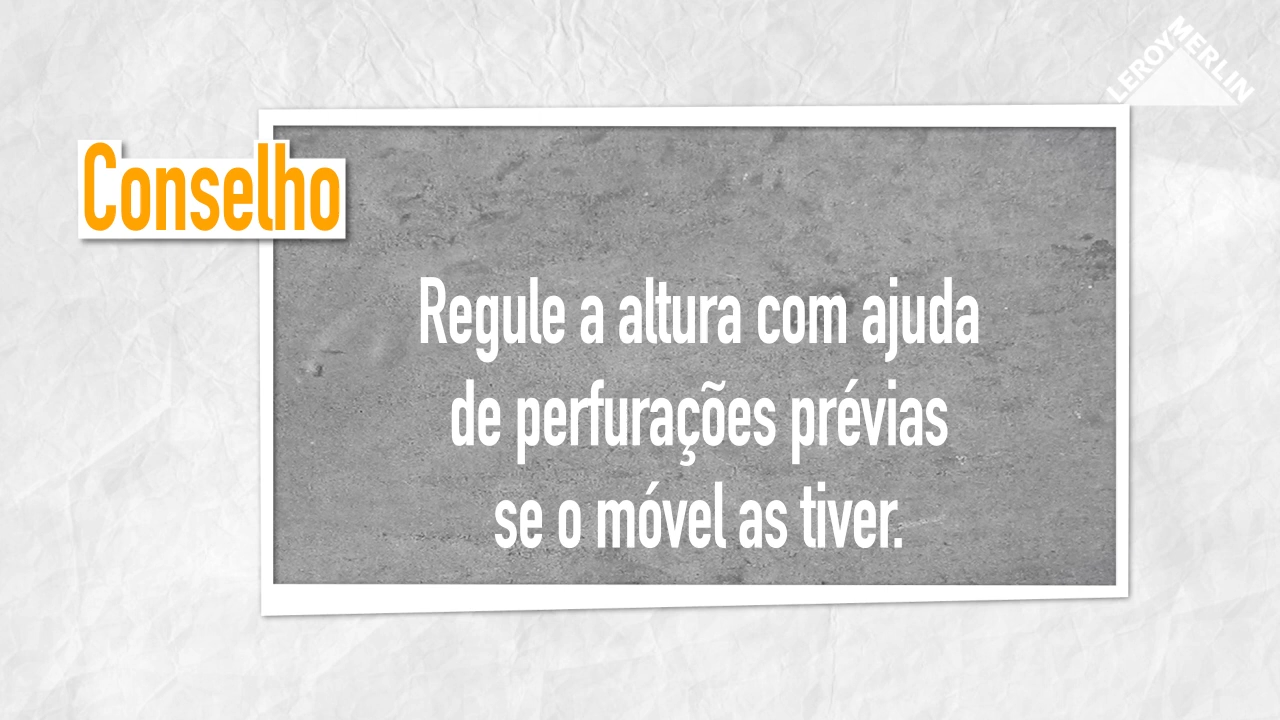 LEROY MERLIN
Conselho
Regule a altura com ajuda
de perfurações prévias
se o móvel as tiver.